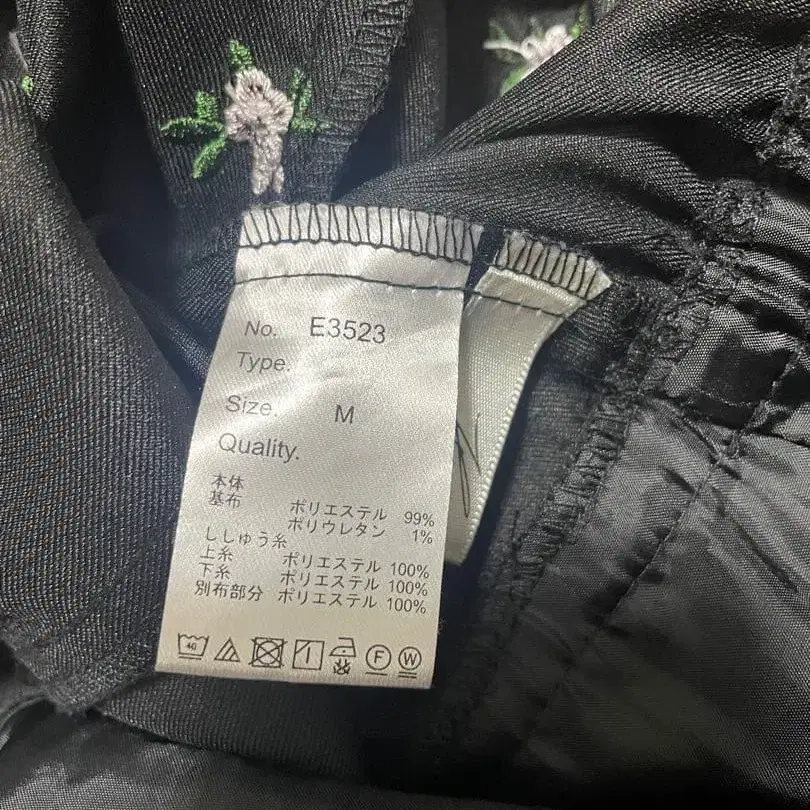 No. E3523
Type.
Size. M
Quality.
本体
基布 ポリエステル 99%
ポリウレタン 1%
ししゅう糸
上糸 ポリエステル 100%
下糸 ポリエステル 100%
別布部分 ポリエステル 100%
40 F W